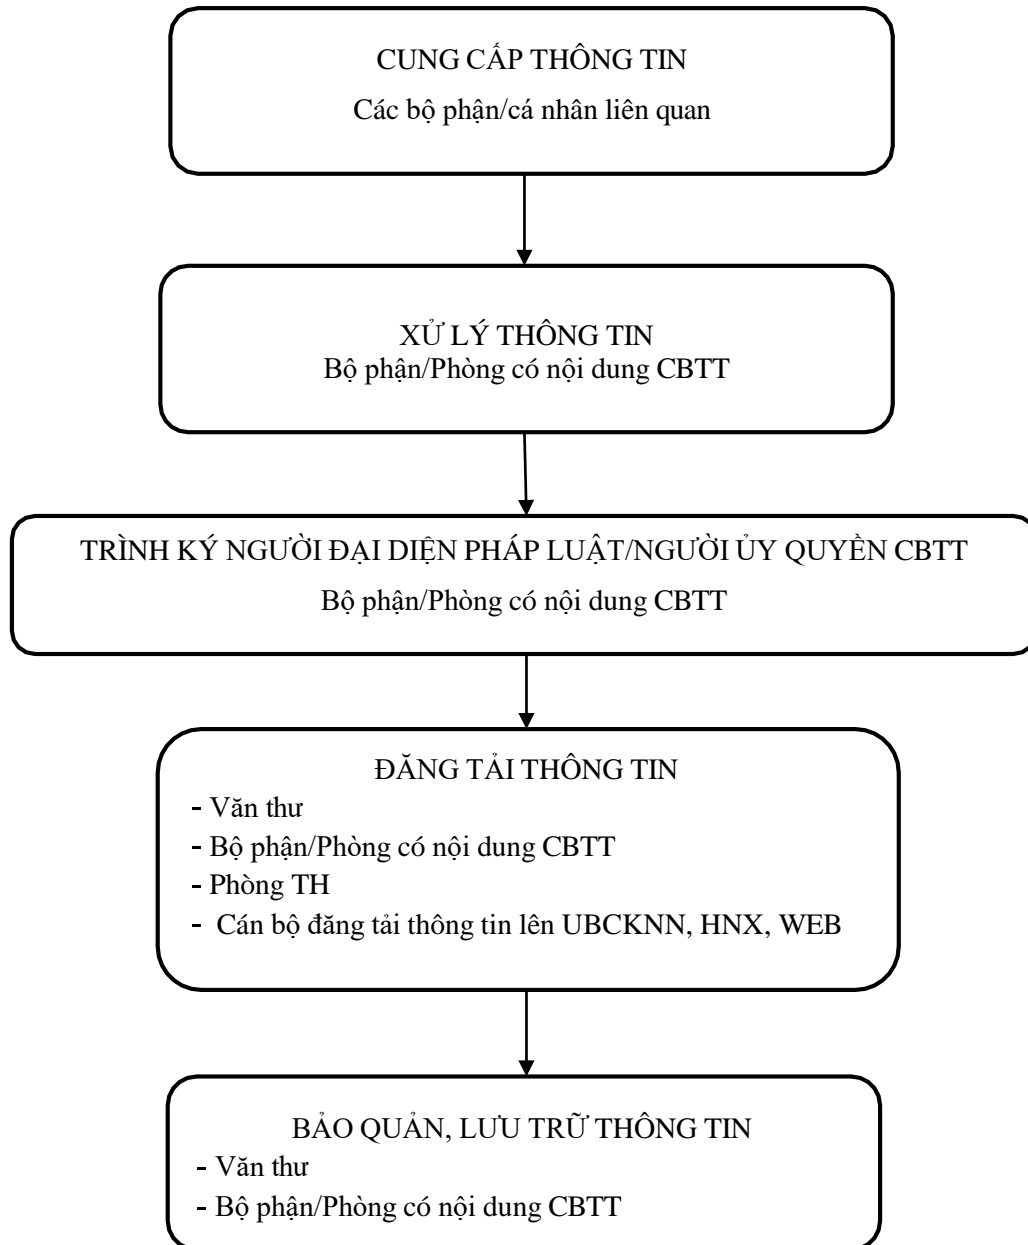 CUNG CẤP THÔNG TIN
Các bộ phận/cá nhân liên quan
XỬ LÝ THÔNG TIN
Bộ phận/Phòng có nội dung CBTT
TRÌNH KÝ NGƯỜI ĐẠI DIỆN PHÁP LUẬT/NGƯỜI ỦY QUYỀN CBTT
Bộ phận/Phòng có nội dung CBTT
ĐĂNG TẢI THÔNG TIN
- Văn thư
- Bộ phận/Phòng có nội dung CBTT
- Phòng TH
- Cán bộ đăng tải thông tin lên UBCKNN, HNX, WEB
BẢO QUẢN, LƯU TRỮ THÔNG TIN
- Văn thư
- Bộ phận/Phòng có nội dung CBTT